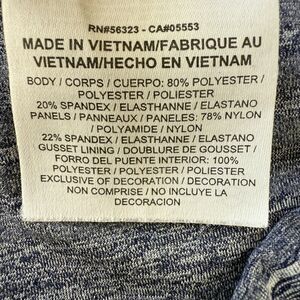 RN#56323 - CA#05553
MADE IN VIETNAM/FABRIQUE AU
VIETNAM/HECHO EN VIETNAM
BODY / CORPS / CUERPO: 80% POLYESTER /
POLYESTER / POLIESTER
20% SPANDEX / ELASTHANNE / ELASTANO
PANELS / PANNEAUX / PANELES: 78% NYLON
/ POLYAMIDE / NYLON
22% SPANDEX / ELASTHANNE / ELASTANO
GUSSET LINING / DOUBLURE DE GOUSSET /
FORRO DEL PUENTE INTERIOR: 100%
POLYESTER / POLYESTER / POLIESTER
EXCLUSIVE OF DECORATION / DECORATION
NON COMPRISE / NO INCLUYE LA
DECORACION